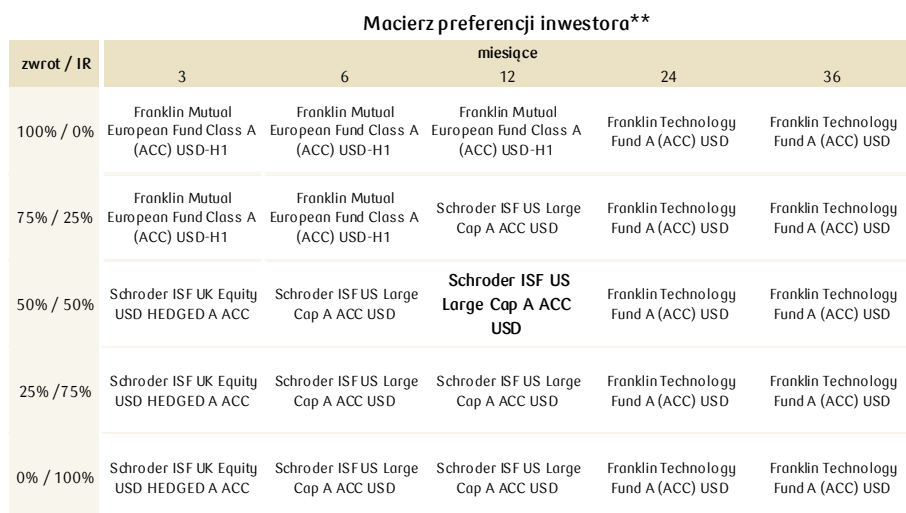 Macierz preferencji inwestora**
zwrot / IR
miesiące
3 6 12 24 36
100% / 0%
Franklin Mutual
European Fund Class A
(ACC) USD-H1
Franklin Mutual
European Fund Class A
(ACC) USD-H1
Franklin Mutual
European Fund Class A
(ACC) USD-H1
Franklin Technology
Fund A (ACC) USD
Franklin Technology
Fund A (ACC) USD
75% / 25%
Franklin Mutual
European Fund Class A
(ACC) USD-H1
Franklin Mutual
European Fund Class A
(ACC) USD-H1
Schroder ISF US Large
Cap A ACC USD
Franklin Technology
Fund A (ACC) USD
Franklin Technology
Fund A (ACC) USD
50% / 50%
Schroder ISF UK Equity
USD HEDGED A ACC
Schroder ISF US Large
Cap A ACC USD
Schroder ISF US
Large Cap A ACC
USD
Franklin Technology
Fund A (ACC) USD
Franklin Technology
Fund A (ACC) USD
25% /75%
Schroder ISF UK Equity
USD HEDGED A ACC
Schroder ISF US Large
Cap A ACC USD
Schroder ISF US Large
Cap A ACC USD
Franklin Technology
Fund A (ACC) USD
Franklin Technology
Fund A (ACC) USD
0% / 100%
Schroder ISF UK Equity
USD HEDGED A ACC
Schroder ISF US Large
Cap A ACC USD
Schroder ISF US Large
Cap A ACC USD
Franklin Technology
Fund A (ACC) USD
Franklin Technology
Fund A (ACC) USD